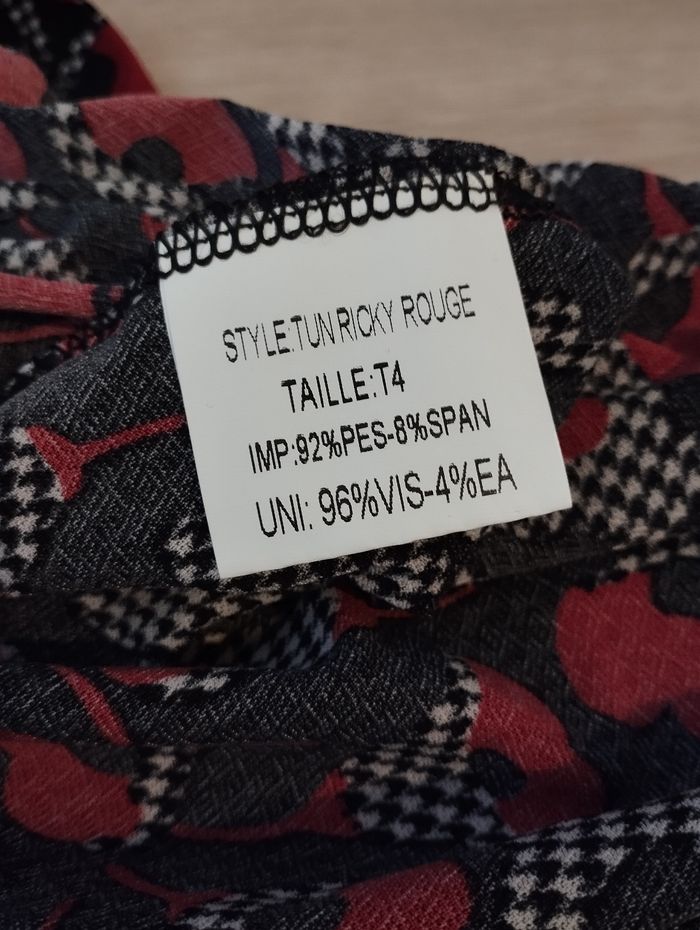 STYLE:TUN RICKY ROUGE
TAILLE:T4
IMP:92%PES-8%SPAN
UNI: 96%VIS-4%EA